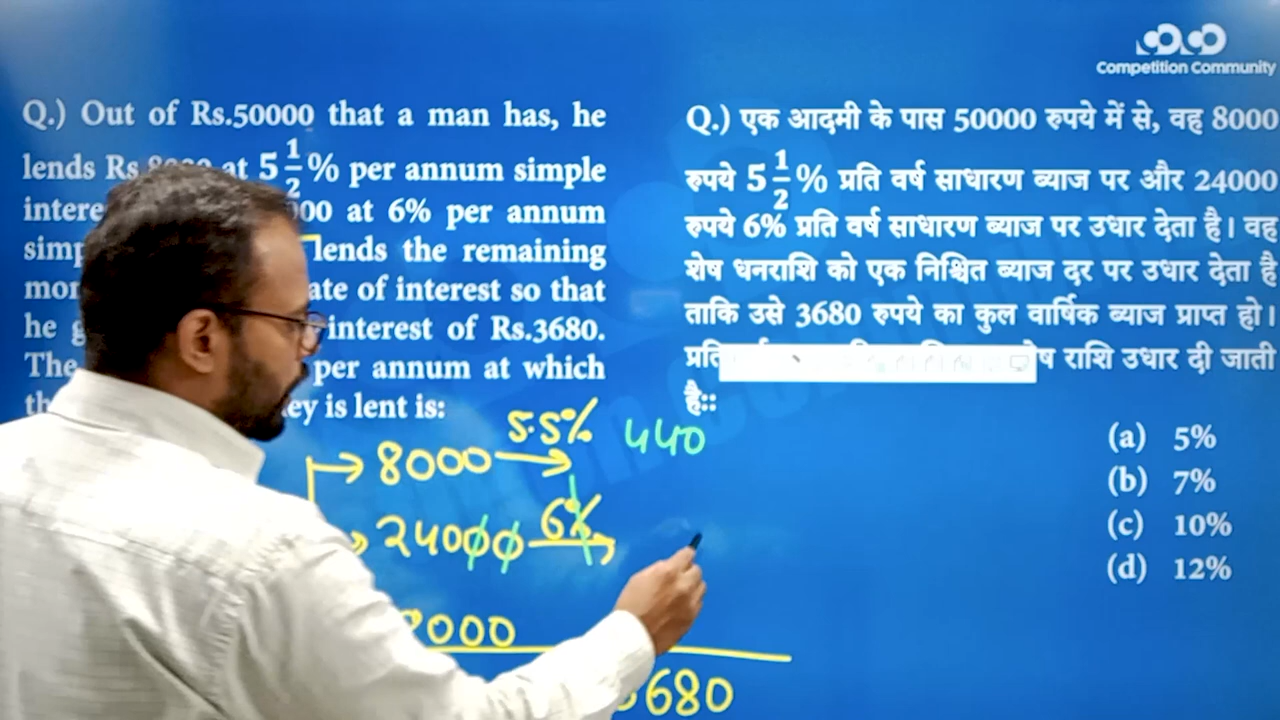 Competition Community
Q.) Out of Rs.50000 that a man has, he
lends Rs at 5 1/2% per annum simple
at 6% per annum
lends the remaining
of interest so that
he interest of Rs.3680.
The per annum at which
is lent is:
Q.) एक आदमी के पास 50000 रुपये में से, वह 8000
रुपये 5 1/2% प्रति वर्ष साधारण ब्याज पर और 24000
रुपये 6% प्रति वर्ष साधारण ब्याज पर उधार देता है। वह
शेष धनराशि को एक निश्चित ब्याज दर पर उधार देता है
ताकि उसे 3680 रुपये का कुल वार्षिक ब्याज प्राप्त हो।
प्रति राशि उधार दी जाती
है::
(a) 5%
(b) 7%
(c) 10%
(d) 12%
→ 8000 → 5.5% 440
24000 → 6%
680